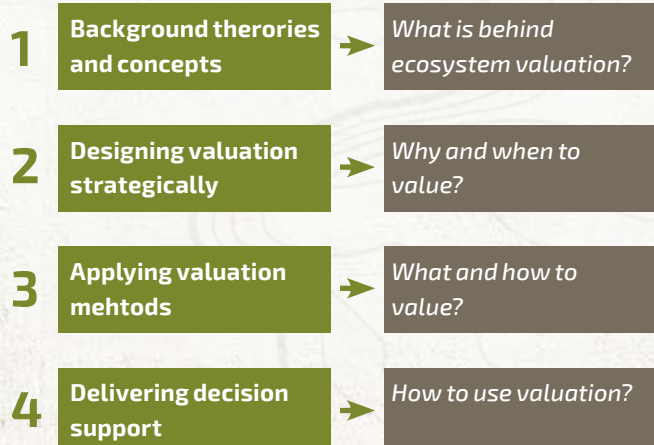 1
Background therories
and concepts
What is behind
ecosystem valuation?
2
Designing valuation
strategically
Why and when to
value?
3
Applying valuation
mehtods
What and how to
value?
4
Delivering decision
support
How to use valuation?